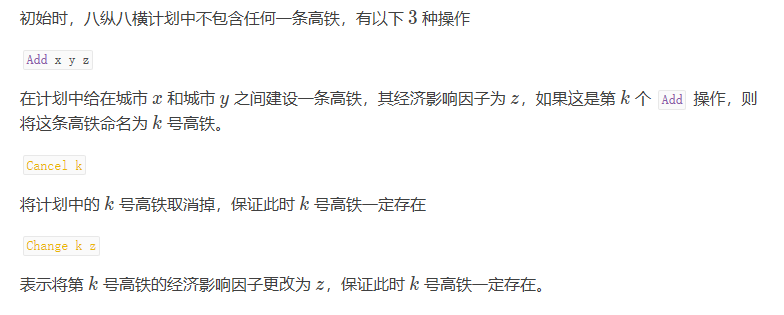 初始时，八纵八横计划中不包含任何一条高铁，有以下 3 种操作
Add x y z
在计划中给在城市 x 和城市 y 之间建设一条高铁，其经济影响因子为 z，如果这是第 k 个 Add 操作，则
将这条高铁命名为 k 号高铁。
Cancel k
将计划中的 k 号高铁取消掉，保证此时 k 号高铁一定存在
Change k z
表示将第 k 号高铁的经济影响因子更改为 z，保证此时 k 号高铁一定存在。